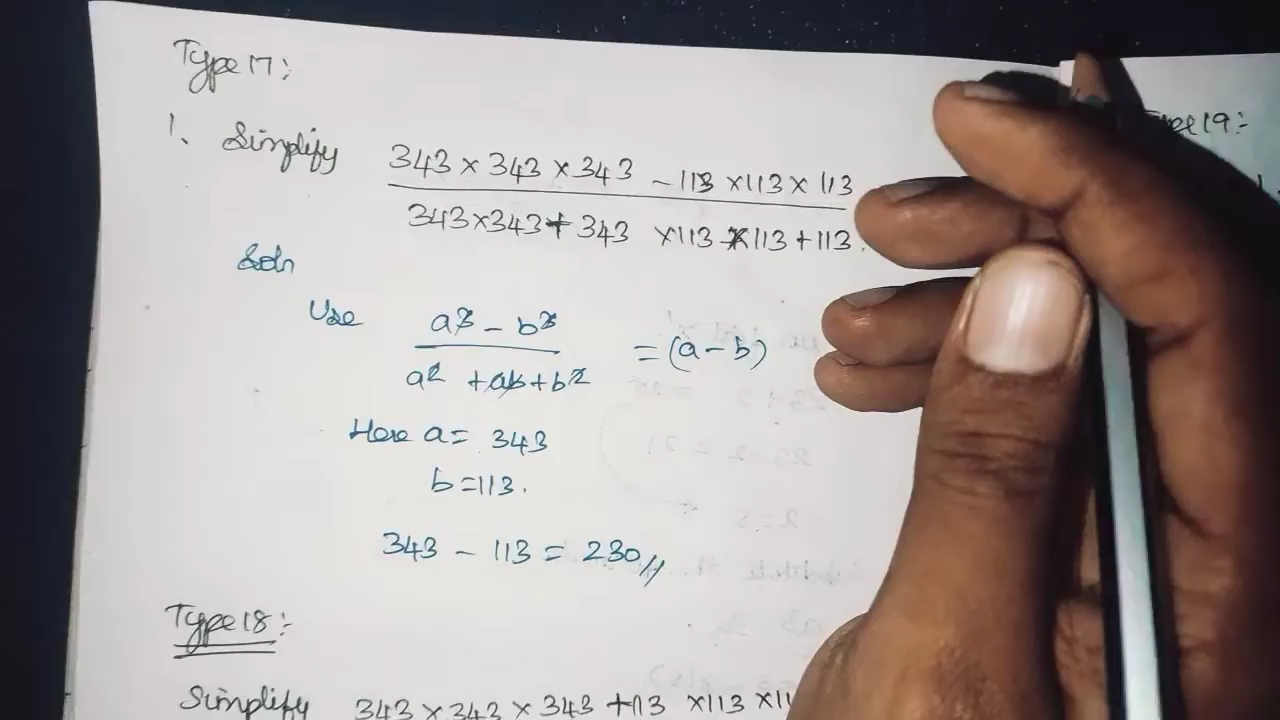 Type 17:
1. Simplify 343 × 343 × 343 - 113 × 113 × 113
343 × 343 + 343 × 113 × 113 + 113.
Soln
Use a³ - b³ = (a - b)
a² + ab + b²
Here a = 343
b = 113.
343 - 113 = 230 //
Type 18:
Simplify 343 × 343 × 343 + 113 × 113 × 11
19:-